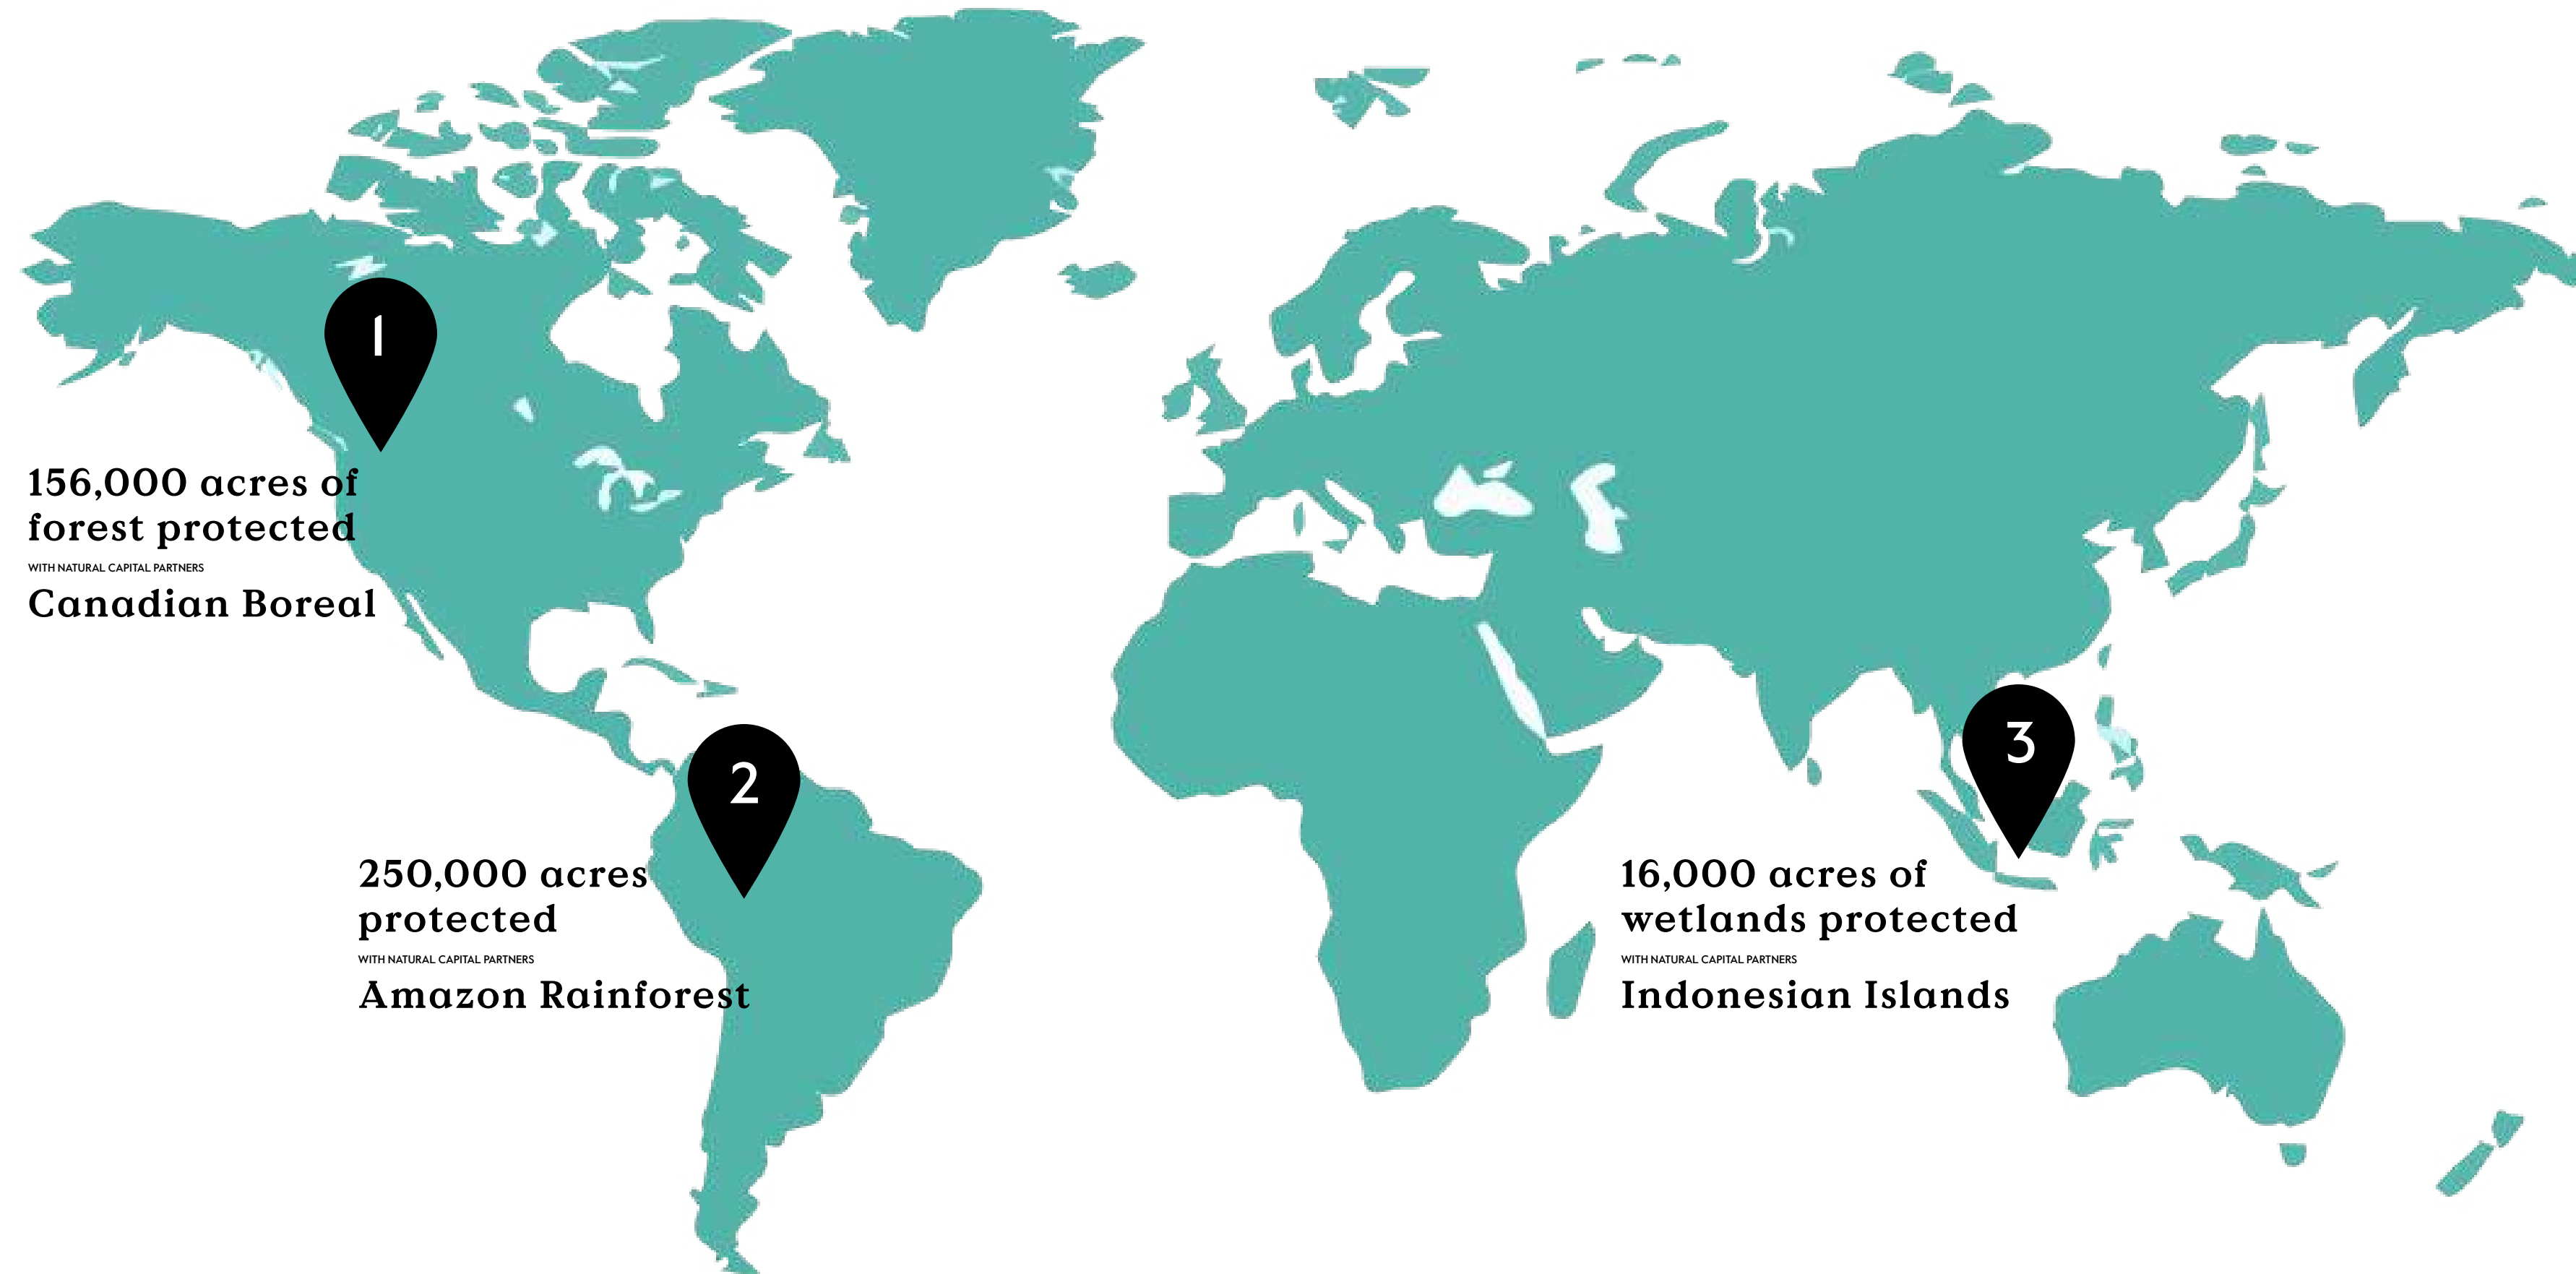 1
156,000 acres of
forest protected
WITH NATURAL CAPITAL PARTNERS
Canadian Boreal
2
250,000 acres
protected
WITH NATURAL CAPITAL PARTNERS
Amazon Rainforest
3
16,000 acres of
wetlands protected
WITH NATURAL CAPITAL PARTNERS
Indonesian Islands